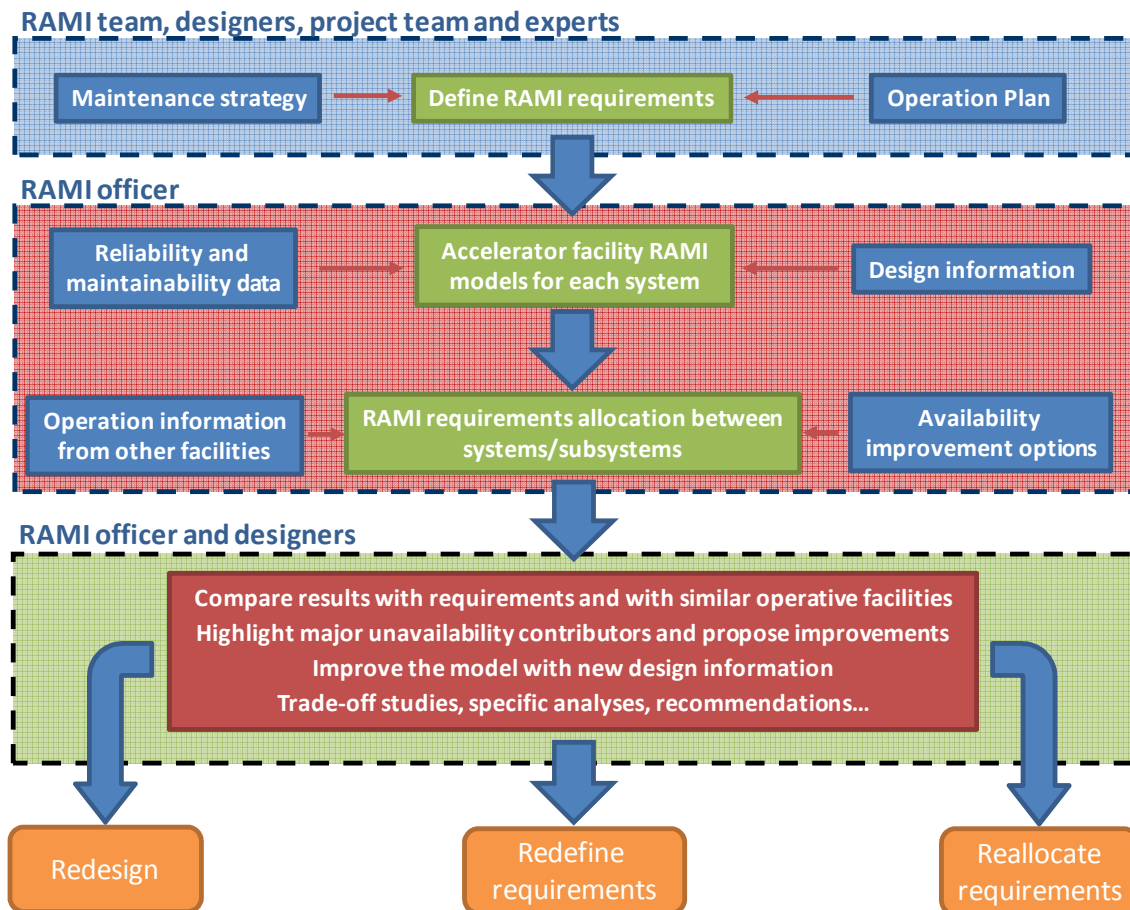 RAMI team, designers, project team and experts
Maintenance strategy
Define RAMI requirements
Operation Plan
RAMI officer
Reliability and
maintainability data
Accelerator facility RAMI
models for each system
Design information
Operation information
from other facilities
RAMI requirements allocation between
systems/subsystems
Availability
improvement options
RAMI officer and designers
Compare results with requirements and with similar operative facilities
Highlight major unavailability contributors and propose improvements
Improve the model with new design information
Trade-off studies, specific analyses, recommendations…
Redesign
Redefine
requirements
Reallocate
requirements